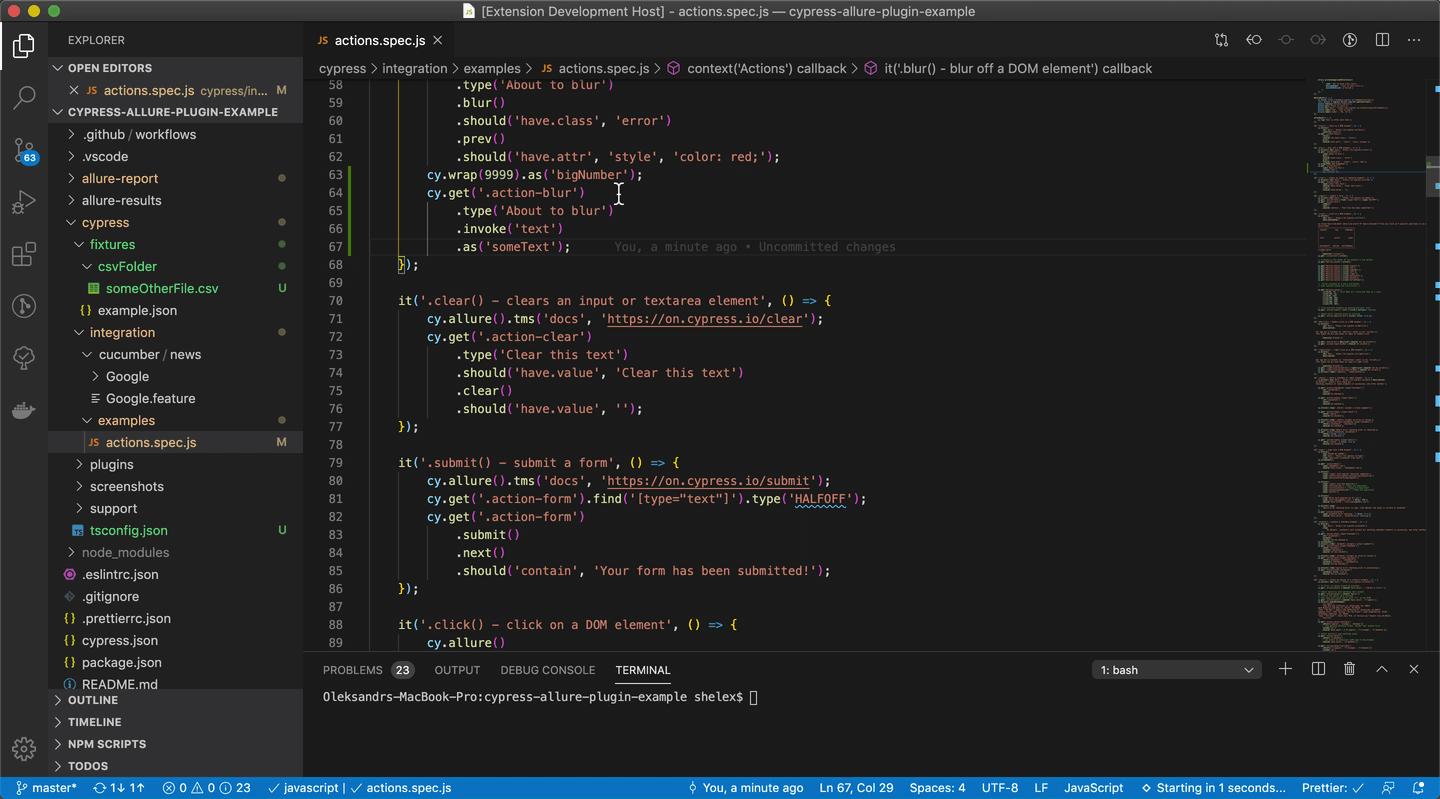 [Extension Development Host] - actions.spec.js — cypress-allure-plugin-example
EXPLORER
OPEN EDITORS
JS actions.spec.js cypress/in... M
CYPRESS-ALLURE-PLUGIN-EXAMPLE
.github / workflows
.vscode
allure-report
allure-results
cypress
fixtures
csvFolder
someOtherFile.csv U
{ } example.json
integration
cucumber / news
Google
Google.feature
examples
JS actions.spec.js M
plugins
screenshots
support
TS tsconfig.json U
node_modules
.eslintrc.json
.gitignore
{ } .prettierrc.json
{ } cypress.json
{ } package.json
README.md
OUTLINE
TIMELINE
NPM SCRIPTS
TODOS
63
JS actions.spec.js
cypress > integration > examples > JS actions.spec.js > context('Actions') callback > it('.blur() - blur off a DOM element') callback
58 .type('About to blur')
59 .blur()
60 .should('have.class', 'error')
61 .prev()
62 .should('have.attr', 'style', 'color: red;');
63 cy.wrap(9999).as('bigNumber');
64 cy.get('.action-blur')
65 .type('About to blur')
66 .invoke('text')
67 .as('someText'); You, a minute ago • Uncommitted changes
68 });
69
70 it('.clear() - clears an input or textarea element', () => {
71 cy.allure().tms('docs', 'https://on.cypress.io/clear');
72 cy.get('.action-clear')
73 .type('Clear this text')
74 .should('have.value', 'Clear this text')
75 .clear()
76 .should('have.value', '');
77 });
78
79 it('.submit() - submit a form', () => {
80 cy.allure().tms('docs', 'https://on.cypress.io/submit');
81 cy.get('.action-form').find('[type="text"]').type('HALFOFF');
82 cy.get('.action-form')
83 .submit()
84 .next()
85 .should('contain', 'Your form has been submitted!');
86 });
87
88 it('.click() - click on a DOM element', () => {
89 cy.allure()
PROBLEMS 23 OUTPUT DEBUG CONSOLE TERMINAL 1: bash
Oleksandrs-MacBook-Pro:cypress-allure-plugin-example shelex$
master* 1↓ 1↑ 0 0 23 javascript | actions.spec.js You, a minute ago Ln 67, Col 29 Spaces: 4 UTF-8 LF JavaScript Starting in 1 seconds... Prettier: ✓